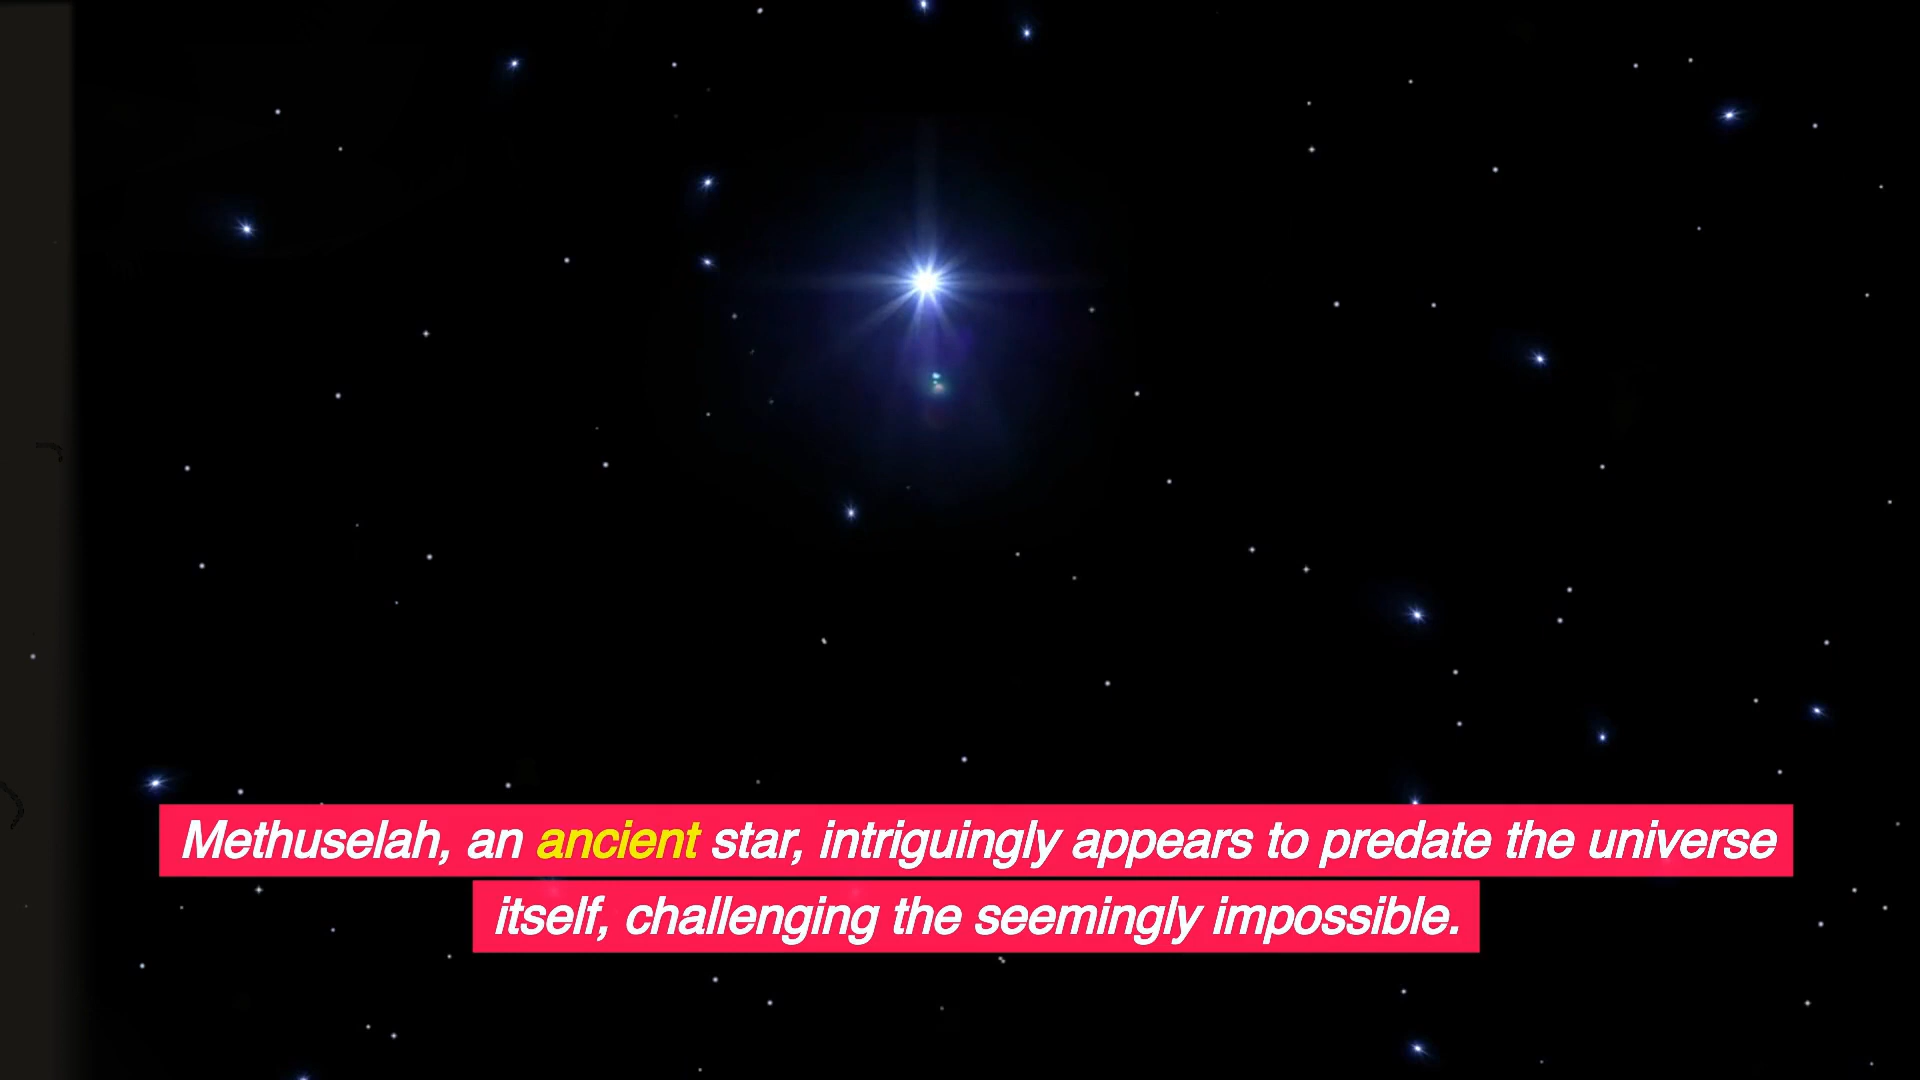 Methuselah, an ancient star, intriguingly appears to predate the universe
itself, challenging the seemingly impossible.